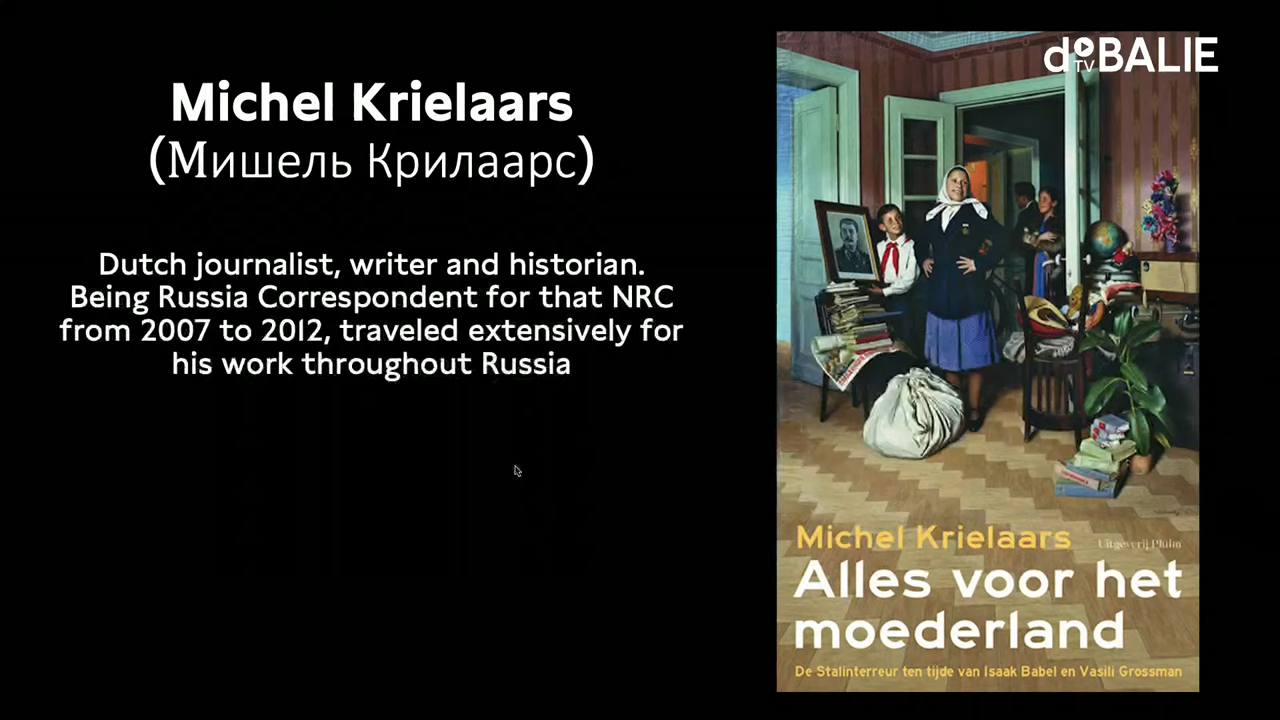 Michel Krielaars
(Мишель Крилаарс)
Dutch journalist, writer and historian.
Being Russia Correspondent for that NRC
from 2007 to 2012, traveled extensively for
his work throughout Russia
deBALIE
TV
Michel Krielaars
Uitgeverij Pluim
Alles voor het
moederland
De Stalinterreur ten tijde van Isaak Babel en Vasili Grossman